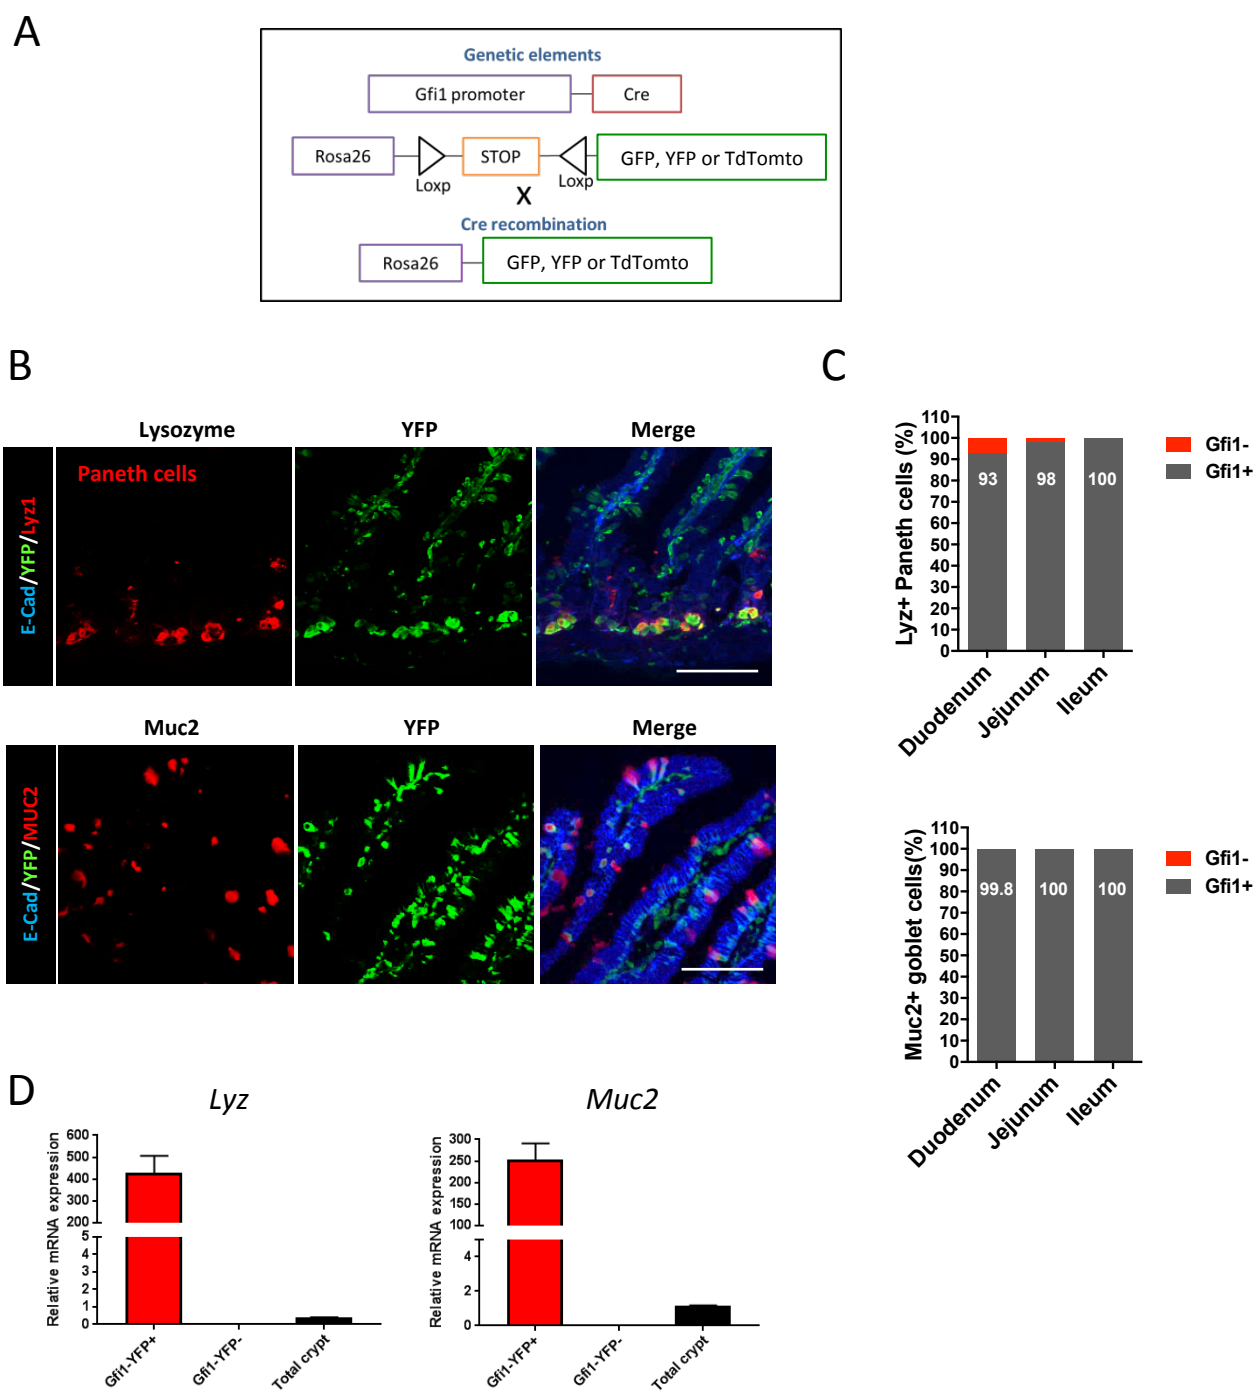 A
Genetic elements
Gfi1 promoter
Cre
Rosa26
STOP
GFP, YFP or TdTomto
Loxp
Loxp
X
Cre recombination
Rosa26
GFP, YFP or TdTomto
B
Lysozyme
YFP
Merge
E-Cad/YFP/Lyz1
Paneth cells
Muc2
YFP
Merge
E-Cad/YFP/MUC2
C
Lyz+ Paneth cells (%)
110
100
90
80
70
60
50
40
30
20
10
0
93
98
100
Duodenum
Jejunum
Ileum
Gfi1-
Gfi1+
Muc2+ goblet cells(%)
110
100
90
80
70
60
50
40
30
20
10
0
99.8
100
100
Duodenum
Jejunum
Ileum
Gfi1-
Gfi1+
D
Lyz
Relative mRNA expression
600
500
400
300
200
5
4
3
2
1
0
Gfi1-YFP+
Gfi1-YFP-
Total crypt
Muc2
Relative mRNA expression
300
250
200
150
100
4
2
0
Gfi1-YFP+
Gfi1-YFP-
Total crypt